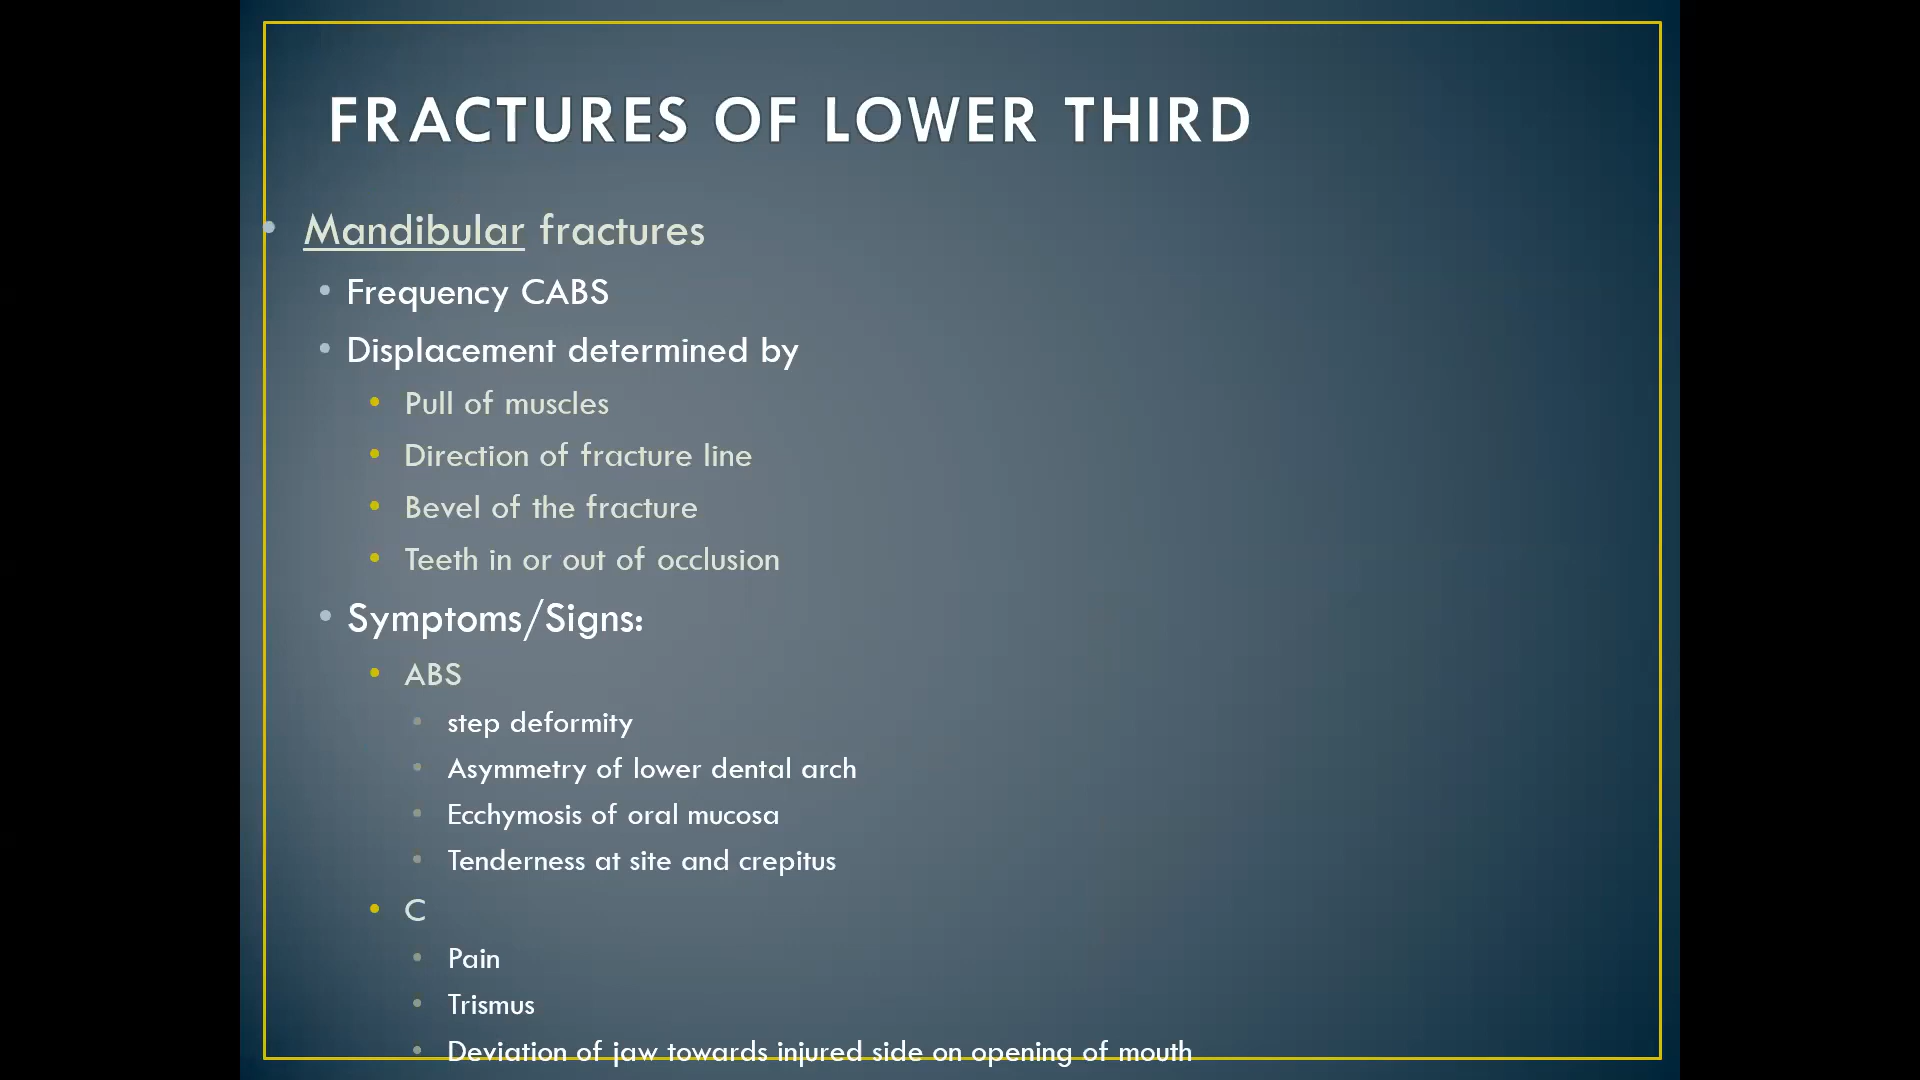 FRACTURES OF LOWER THIRD
• Mandibular fractures
• Frequency CABS
• Displacement determined by
• Pull of muscles
• Direction of fracture line
• Bevel of the fracture
• Teeth in or out of occlusion
• Symptoms/Signs:
• ABS
• step deformity
• Asymmetry of lower dental arch
• Ecchymosis of oral mucosa
• Tenderness at site and crepitus
• C
• Pain
• Trismus
• Deviation of jaw towards injured side on opening of mouth